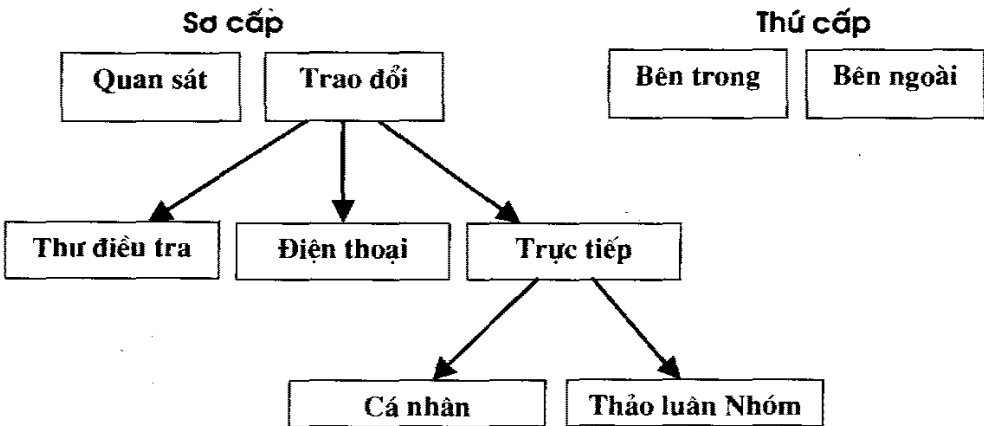 Sơ cấp
Thứ cấp
Quan sát
Trao đổi
Bên trong
Bên ngoài
Thư điều tra
Điện thoại
Trực tiếp
Cá nhân
Thảo luân Nhóm